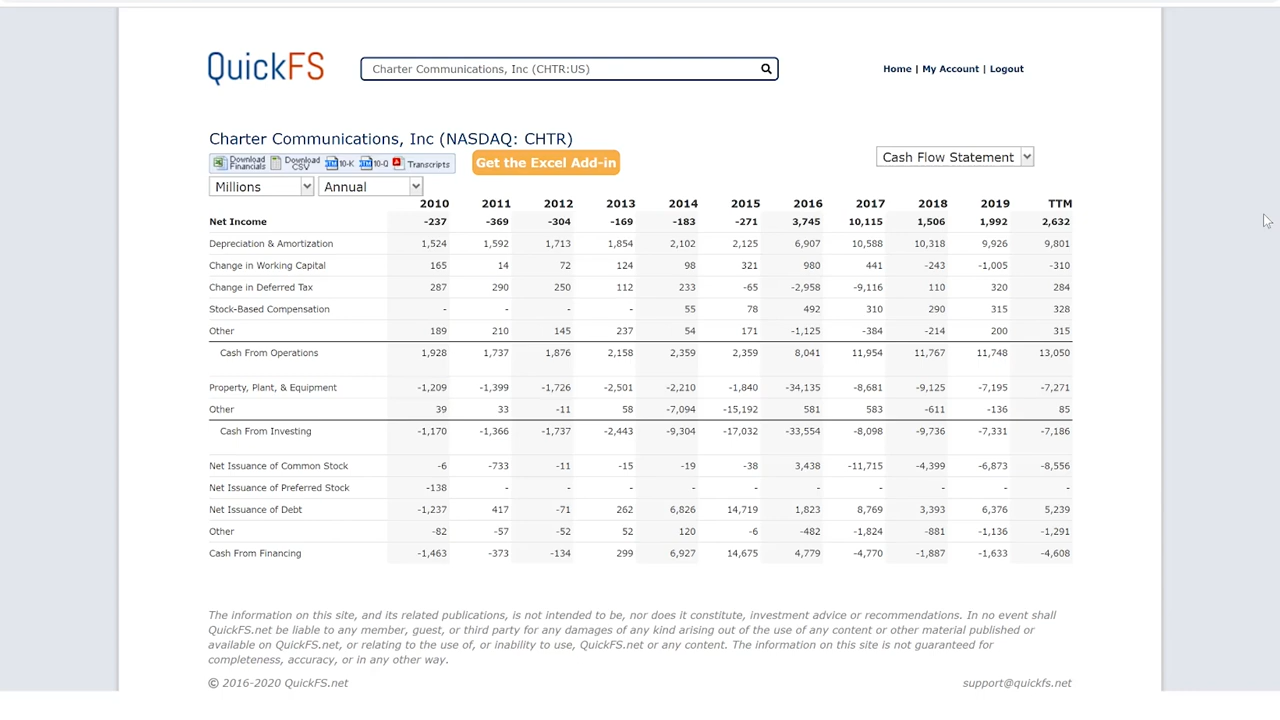 QuickFS Charter Communications, Inc (CHTR:US) Home | My Account | Logout
Charter Communications, Inc (NASDAQ: CHTR)
Download Financials Download CSV 10-K 10-Q Transcripts Get the Excel Add-in Cash Flow Statement
Millions Annual
2010 2011 2012 2013 2014 2015 2016 2017 2018 2019 TTM
Net Income -237 -369 -304 -169 -183 -271 3,745 10,115 1,506 1,992 2,632
Depreciation & Amortization 1,524 1,592 1,713 1,854 2,102 2,125 6,907 10,588 10,318 9,926 9,801
Change in Working Capital 165 14 72 124 98 321 980 441 -243 -1,005 -310
Change in Deferred Tax 287 290 250 112 233 -65 -2,958 -9,116 110 320 284
Stock-Based Compensation - - - - 55 78 492 310 290 315 328
Other 189 210 145 237 54 171 -1,125 -384 -214 200 315
Cash From Operations 1,928 1,737 1,876 2,158 2,359 2,359 8,041 11,954 11,767 11,748 13,050
Property, Plant, & Equipment -1,209 -1,399 -1,726 -2,501 -2,210 -1,840 -34,135 -8,681 -9,125 -7,195 -7,271
Other 39 33 -11 58 -7,094 -15,192 581 583 -611 -136 85
Cash From Investing -1,170 -1,366 -1,737 -2,443 -9,304 -17,032 -33,554 -8,098 -9,736 -7,331 -7,186
Net Issuance of Common Stock -6 -733 -11 -15 -19 -38 3,438 -11,715 -4,399 -6,873 -8,556
Net Issuance of Preferred Stock -138 - - - - - - - - - -
Net Issuance of Debt -1,237 417 -71 262 6,826 14,719 1,823 8,769 3,393 6,376 5,239
Other -82 -57 -52 52 120 -6 -482 -1,824 -881 -1,136 -1,291
Cash From Financing -1,463 -373 -134 299 6,927 14,675 4,779 -4,770 -1,887 -1,633 -4,608
The information on this site, and its related publications, is not intended to be, nor does it constitute, investment advice or recommendations. In no event shall
QuickFS.net be liable to any member, guest, or third party for any damages of any kind arising out of the use of any content or other material published or
available on QuickFS.net, or relating to the use of, or inability to use, QuickFS.net or any content. The information on this site is not guaranteed for
completeness, accuracy, or in any other way.
© 2016-2020 QuickFS.net support@quickfs.net